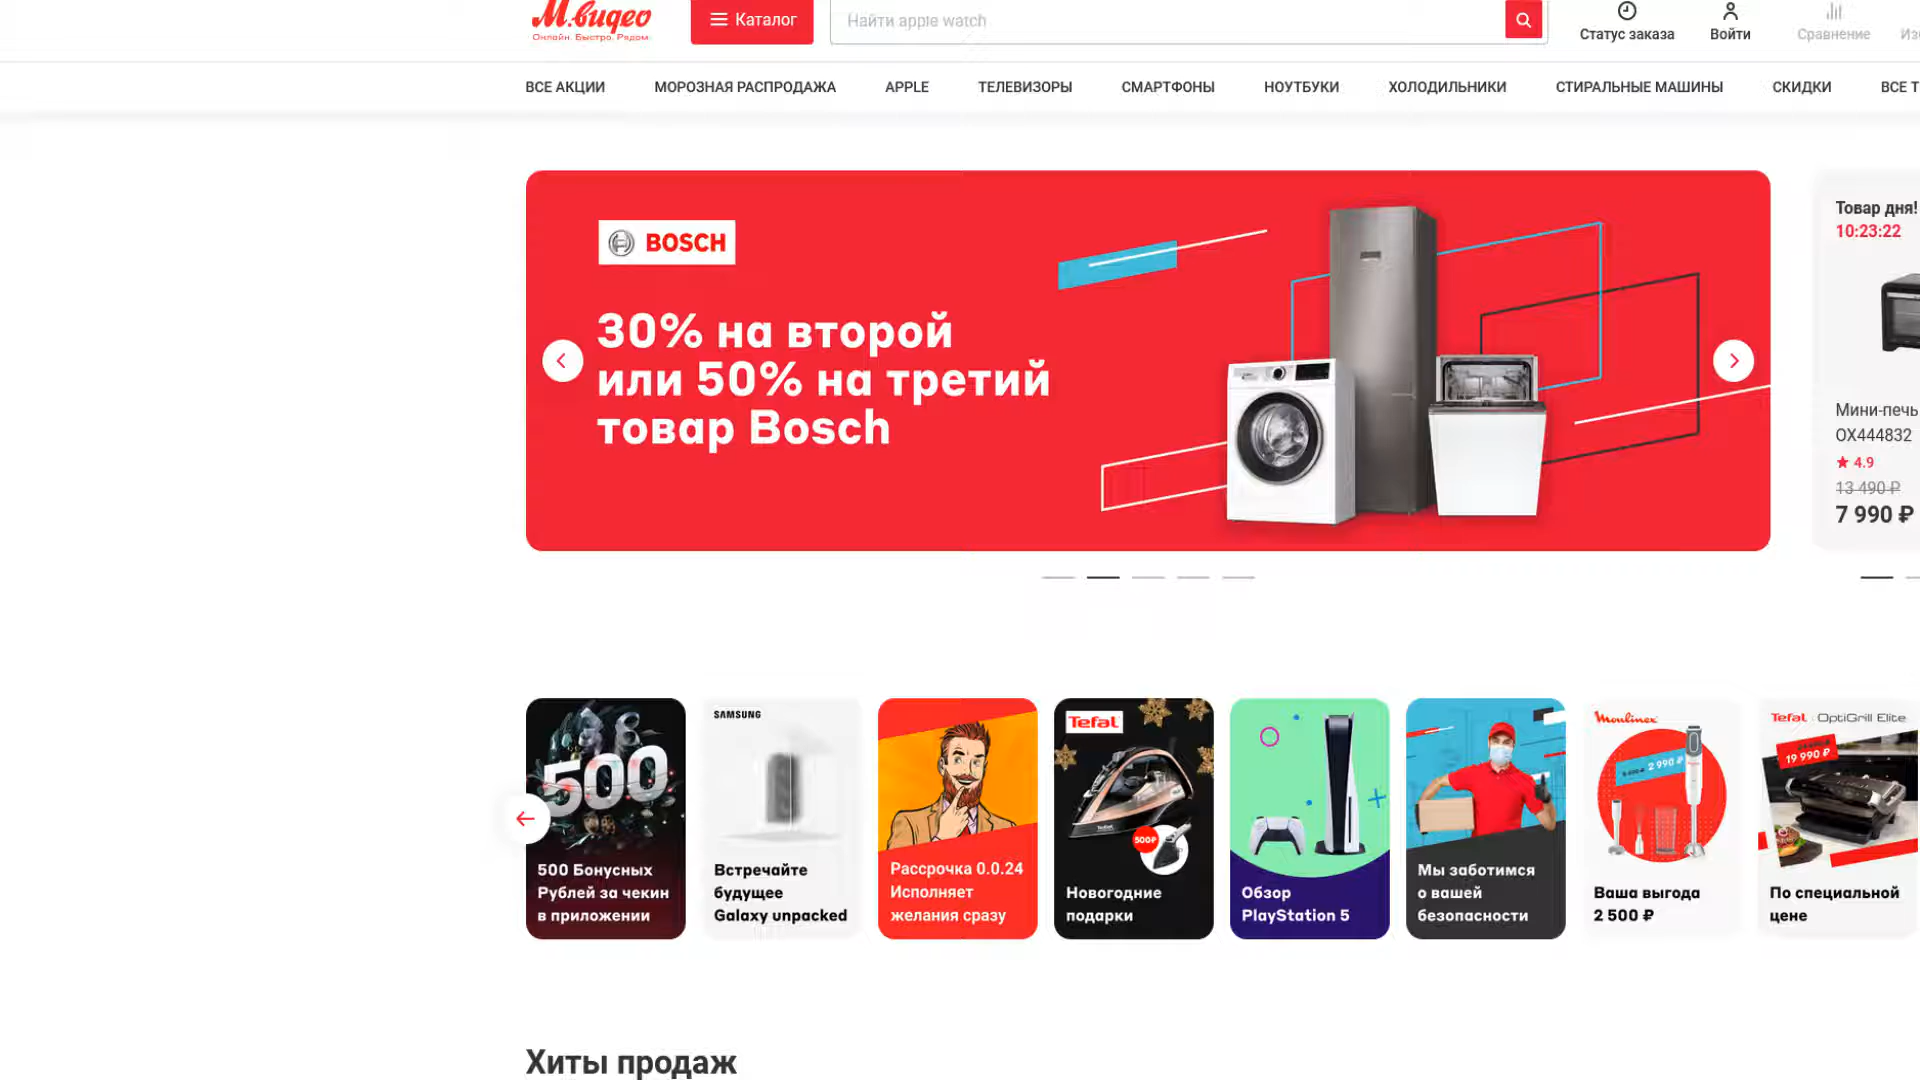 М.видео
Онлайн. Быстро. Рядом.
Каталог
Найти apple watch
Статус заказа
Войти
Сравнение
ВСЕ АКЦИИ
МОРОЗНАЯ РАСПРОДАЖА
APPLE
ТЕЛЕВИЗОРЫ
СМАРТФОНЫ
НОУТБУКИ
ХОЛОДИЛЬНИКИ
СТИРАЛЬНЫЕ МАШИНЫ
СКИДКИ
ВСЕ Т
BOSCH
30% на второй
или 50% на третий
товар Bosch
Товар дня!
10:23:22
Мини-печь
OX444832
4.9
13 490 ₽
7 990 ₽
500
500 Бонусных
Рублей за чекин
в приложении
SAMSUNG
Встречайте
будущее
Galaxy unpacked
Рассрочка 0.0.24
Исполняет
желания сразу
Tefal
500₽
Новогодние
подарки
Обзор
PlayStation 5
Мы заботимся
о вашей
безопасности
Moulinex
2 990 ₽
Ваша выгода
2 500 ₽
Tefal OptiGrill Elite
19 990 ₽
По специальной
цене
Хиты продаж